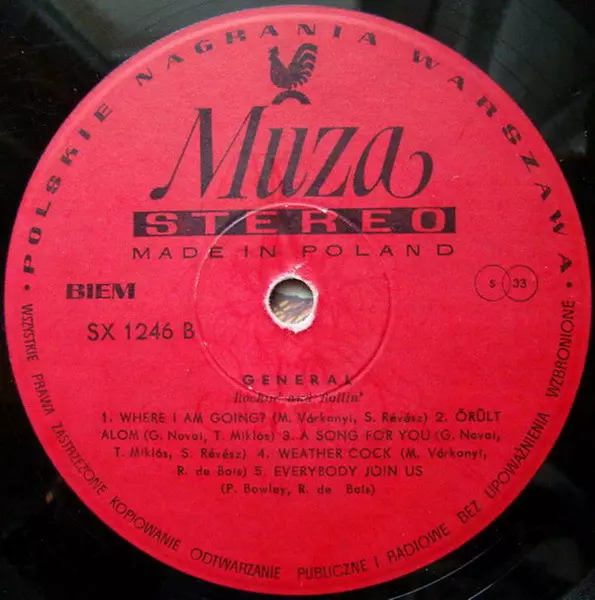 • POLSKIE NAGRANIA WARSZAWA •
Muza
STEREO
MADE IN POLAND
BIEM
S 33
SX 1246 B
GENERAL
Rockin' and Rollin'
1. WHERE I AM GOING? (M. Várkonyi, S. Révész) 2. ŐRÜLT
ALOM (G. Novai, T. Miklós) 3. A SONG FOR YOU (G. Novai,
T. Miklós, S. Révész) 4. WEATHER COCK (M. Várkonyi,
R. de Bois) 5. EVERYBODY JOIN US
(P. Bowley, R. de Bois)
WSZYSTKIE PRAWA ZASTRZEŻONE KOPIOWANIE ODTWARZANIE PUBLICZNE I RADIOWE BEZ UPOWAŻNIENIA WZBRONIONE